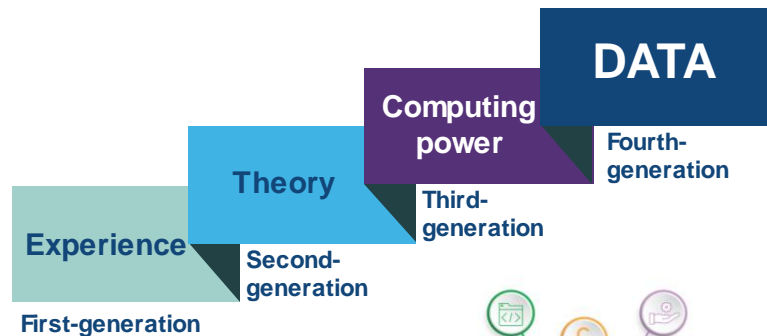 DATA
Computing
power
Fourth-
generation
Theory
Third-
generation
Experience
Second-
generation
First-generation